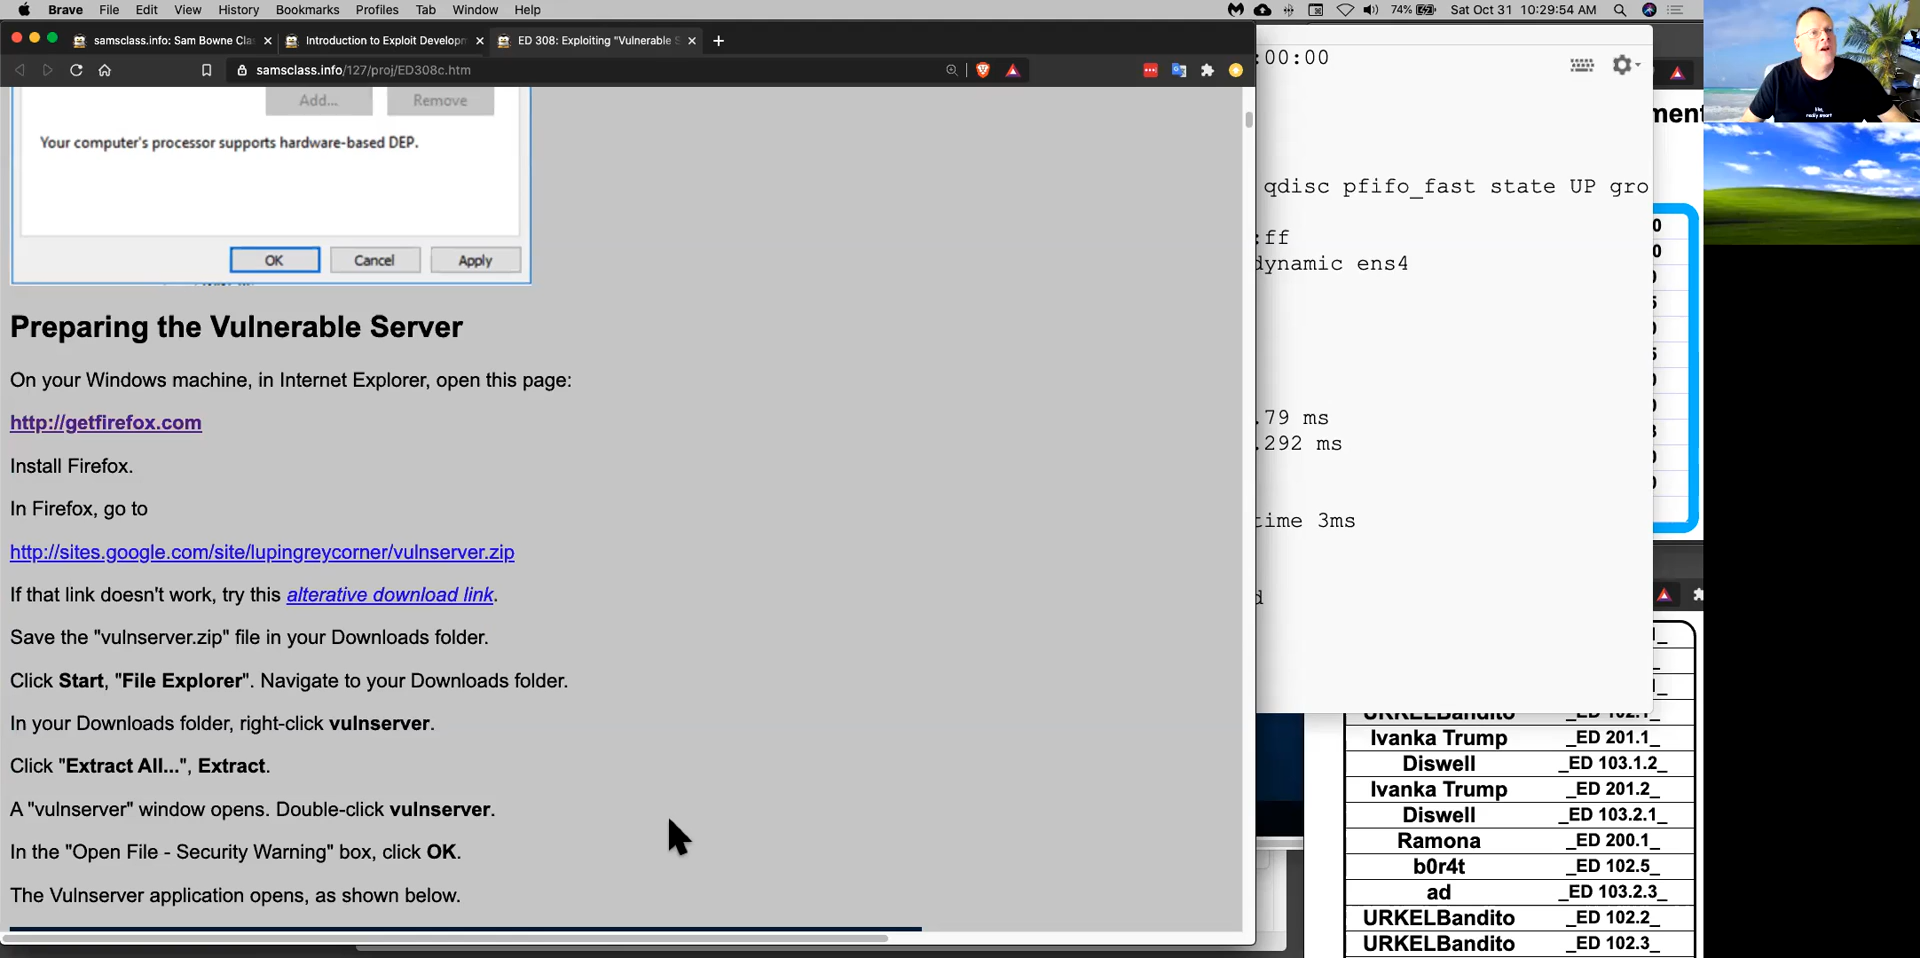 Brave File Edit View History Bookmarks Profiles Tab Window Help
74% Sat Oct 31 10:29:54 AM
samsclass.info: Sam Bowne Cla
Introduction to Exploit Developm
ED 308: Exploiting "Vulnerable S
samsclass.info/127/proj/ED308c.htm
Add... Remove
Your computer's processor supports hardware-based DEP.
OK Cancel Apply
Preparing the Vulnerable Server
On your Windows machine, in Internet Explorer, open this page:
http://getfirefox.com
Install Firefox.
In Firefox, go to
http://sites.google.com/site/lupingreycorner/vulnserver.zip
If that link doesn't work, try this alterative download link.
Save the "vulnserver.zip" file in your Downloads folder.
Click Start, "File Explorer". Navigate to your Downloads folder.
In your Downloads folder, right-click vulnserver.
Click "Extract All...", Extract.
A "vulnserver" window opens. Double-click vulnserver.
In the "Open File - Security Warning" box, click OK.
The Vulnserver application opens, as shown below.
:00:00
qdisc pfifo_fast state UP gro
:ff
dynamic ens4
.79 ms
.292 ms
time 3ms
d
ment
URKELBandito _ED 102.1_
Ivanka Trump _ED 201.1_
Diswell _ED 103.1.2_
Ivanka Trump _ED 201.2_
Diswell _ED 103.2.1_
Ramona _ED 200.1_
b0r4t _ED 102.5_
ad _ED 103.2.3_
URKELBandito _ED 102.2_
URKELBandito _ED 102.3_